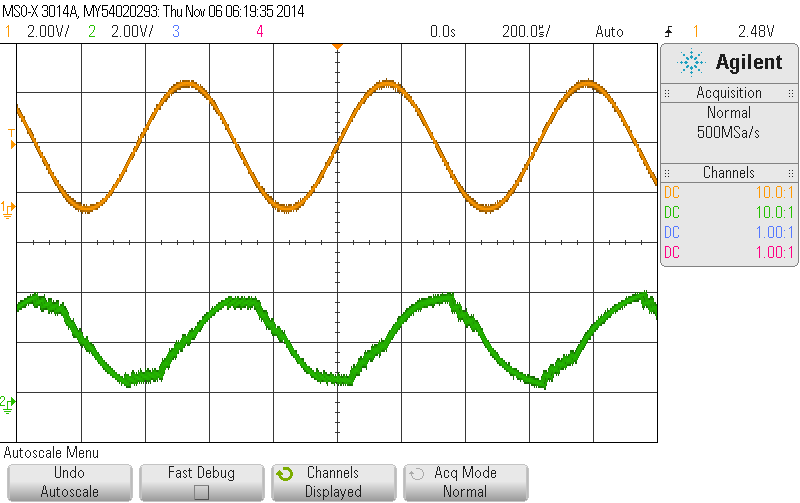 MSO-X 3014A, MY54020293: Thu Nov 06 06:19:35 2014
1 2.00V/ 2 2.00V/ 3 4 0.0s 200.0ʂ/ Auto 1 2.48V
Agilent
Acquisition
Normal
500MSa/s
Channels
DC 10.0:1
DC 10.0:1
DC 1.00:1
DC 1.00:1
T
1
2
Autoscale Menu
Undo
Autoscale
Fast Debug
Channels
Displayed
Acq Mode
Normal